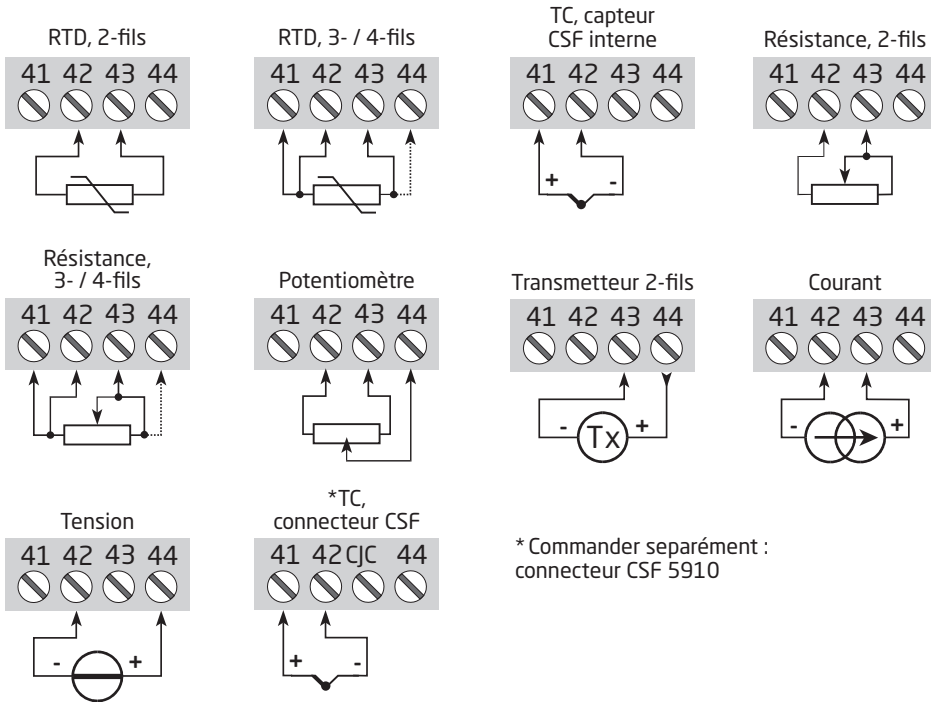 RTD, 2-fils
41 42 43 44
RTD, 3- / 4-fils
41 42 43 44
TC, capteur
CSF interne
41 42 43 44
+ -
Résistance, 2-fils
41 42 43 44
Résistance,
3- / 4-fils
41 42 43 44
Potentiomètre
41 42 43 44
Transmetteur 2-fils
41 42 43 44
- Tx +
Courant
41 42 43 44
- +
Tension
41 42 43 44
- +
*TC,
connecteur CSF
41 42 CJC 44
+ -
* Commander separément :
connecteur CSF 5910